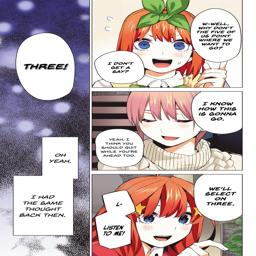 W-WELL,
WHY DON'T
THE FIVE OF
US POINT
WHERE WE
WANT TO
GO?
I DON'T
GET A
SAY?
THREE!
I KNOW
HOW THIS
IS GONNA
GO.
YEAH, I
THINK YOU
SHOULD QUIT
WHILE YOU'RE
AHEAD TOO.
OH
YEAH.
WE'LL
SELECT
ON
THREE.
L-
LISTEN
TO ME!
I HAD
THE SAME
THOUGHT
BACK THEN.